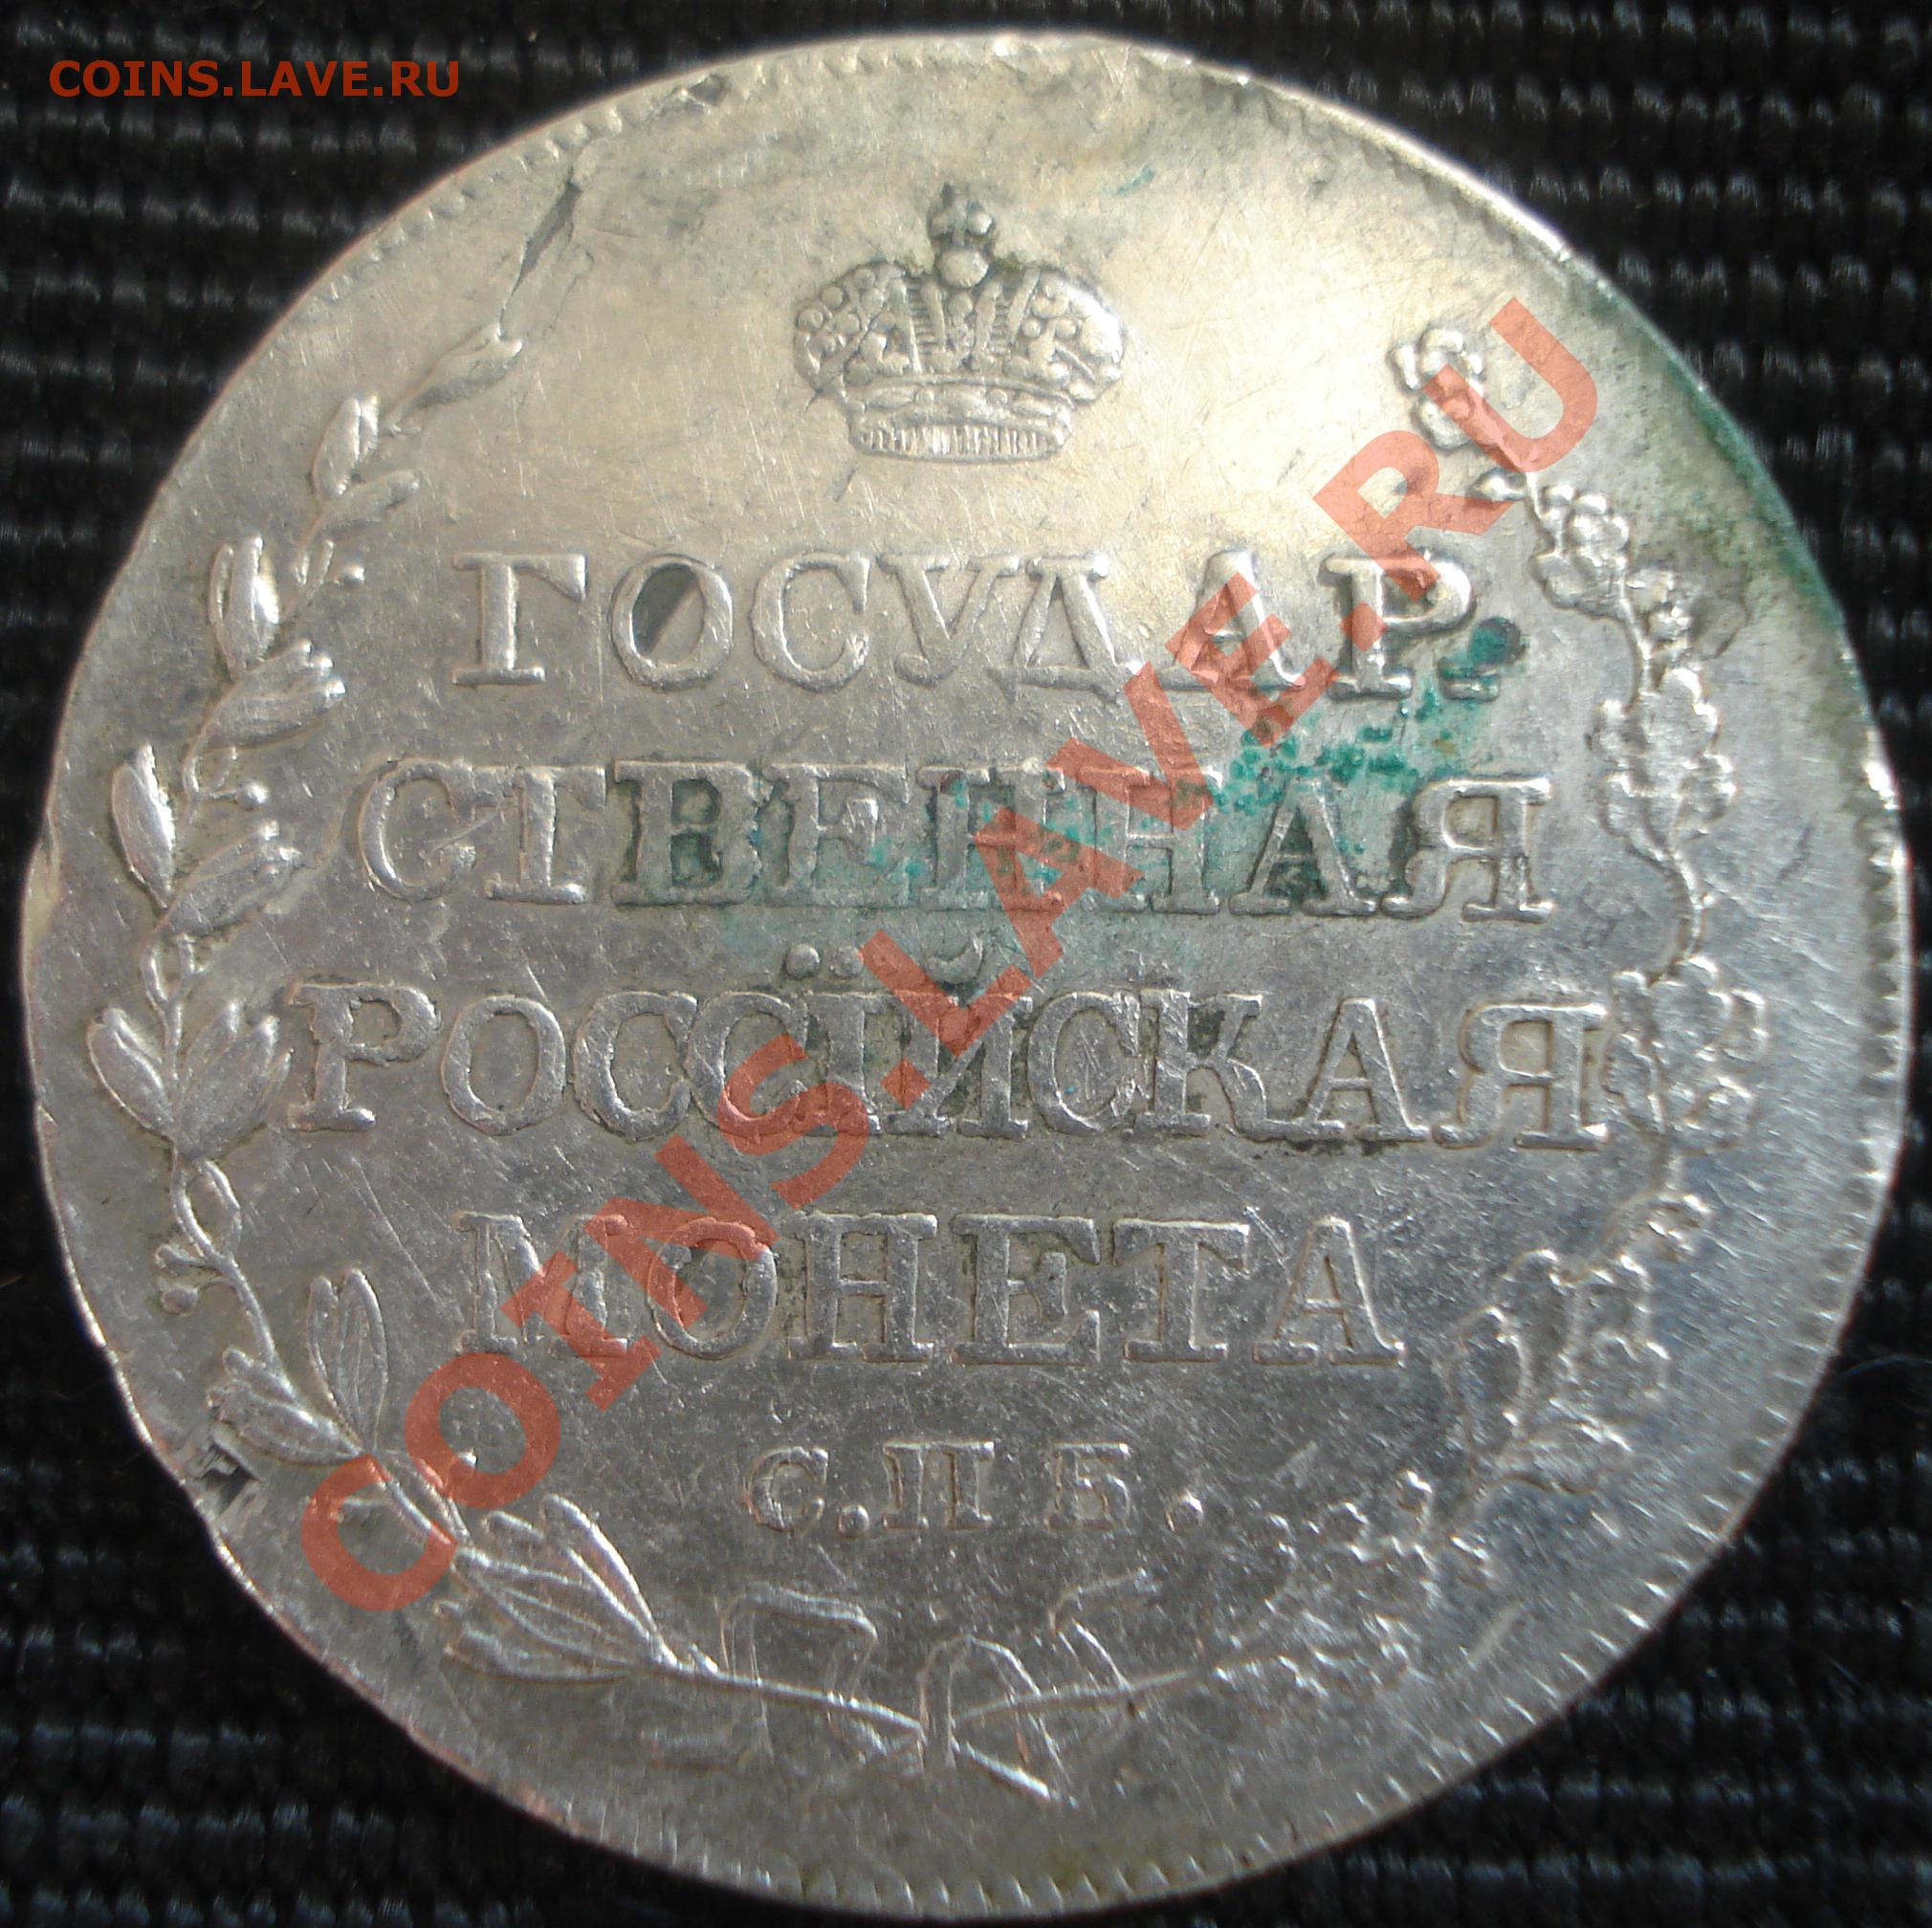 COINS.LAVE.RU
ГОСУДАР.
СТВЕННАЯ
РОССІЙСКАЯ
МОНЕТА
С.П Б.
COINS.LAVE.RU